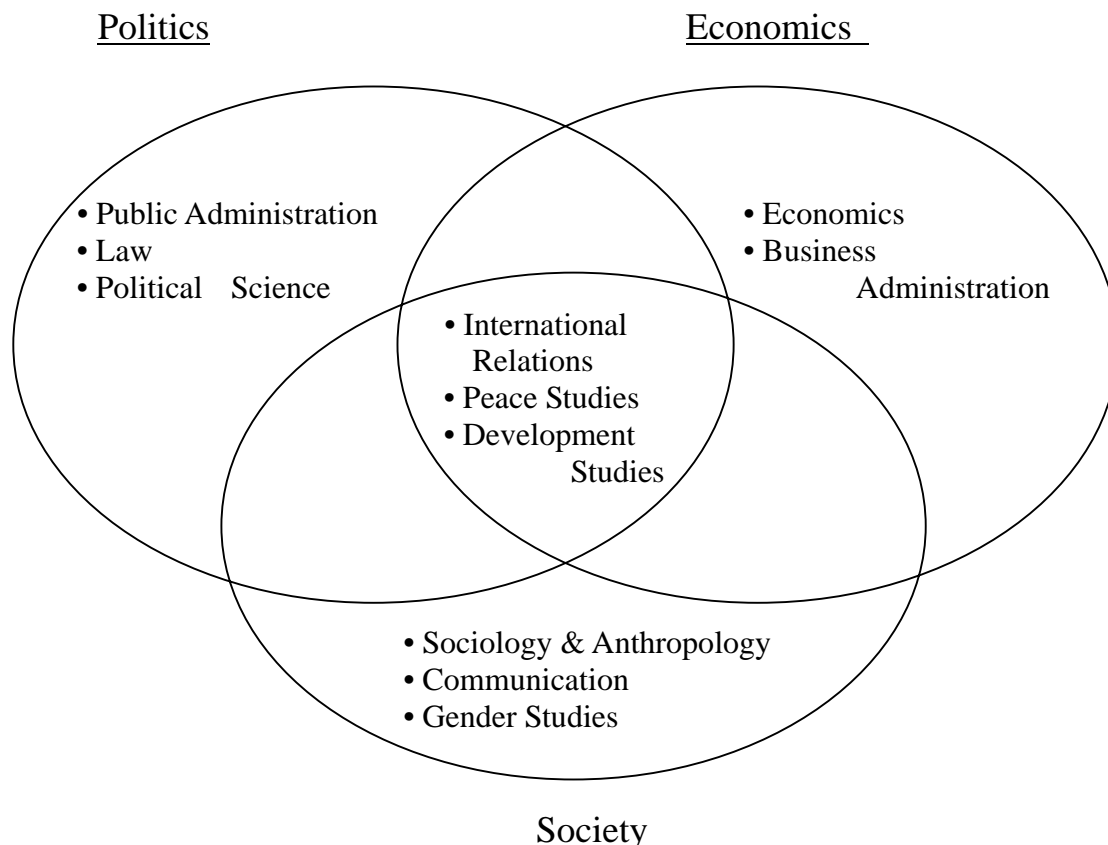 Politics
Economics
• Public Administration
• Law
• Political Science
• Economics
• Business
Administration
• International
Relations
• Peace Studies
• Development
Studies
• Sociology & Anthropology
• Communication
• Gender Studies
Society